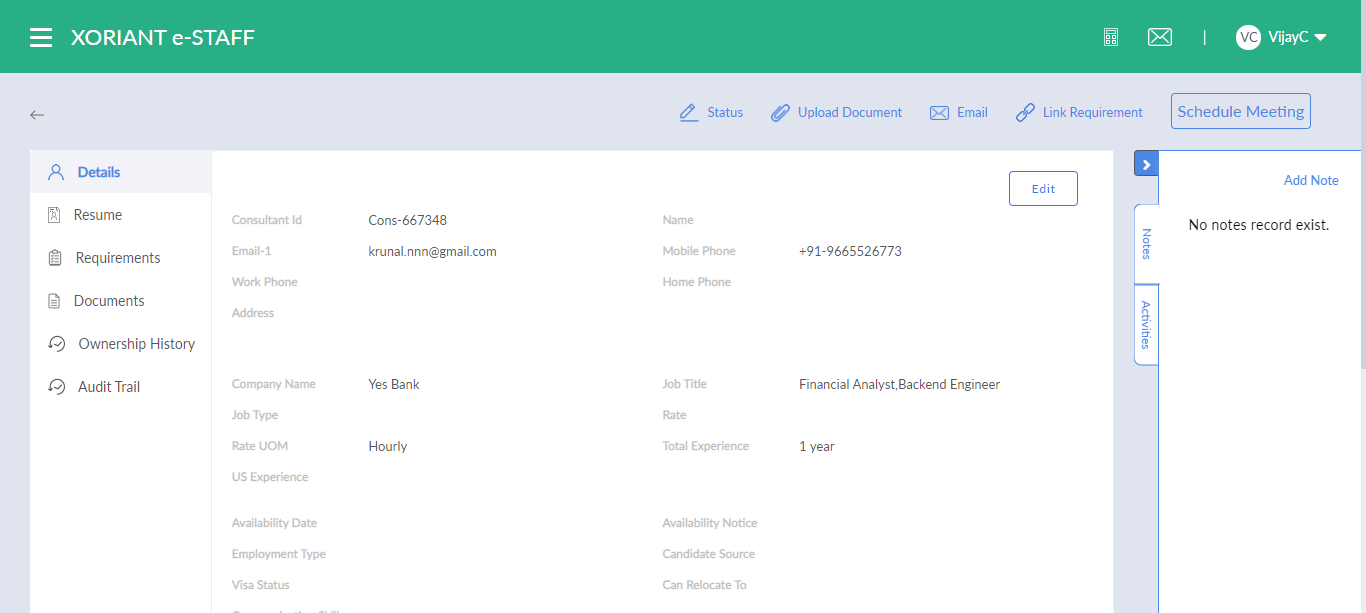 XORIANT e-STAFF
VC VijayC
Status Upload Document Email Link Requirement Schedule Meeting
Details
Resume
Requirements
Documents
Ownership History
Audit Trail
Edit
Consultant Id Cons-667348 Name
Email-1 krunal.nnn@gmail.com Mobile Phone +91-9665526773
Work Phone Home Phone
Address
Company Name Yes Bank Job Title Financial Analyst,Backend Engineer
Job Type Rate
Rate UOM Hourly Total Experience 1 year
US Experience
Availability Date Availability Notice
Employment Type Candidate Source
Visa Status Can Relocate To
Notes
Activities
Add Note
No notes record exist.